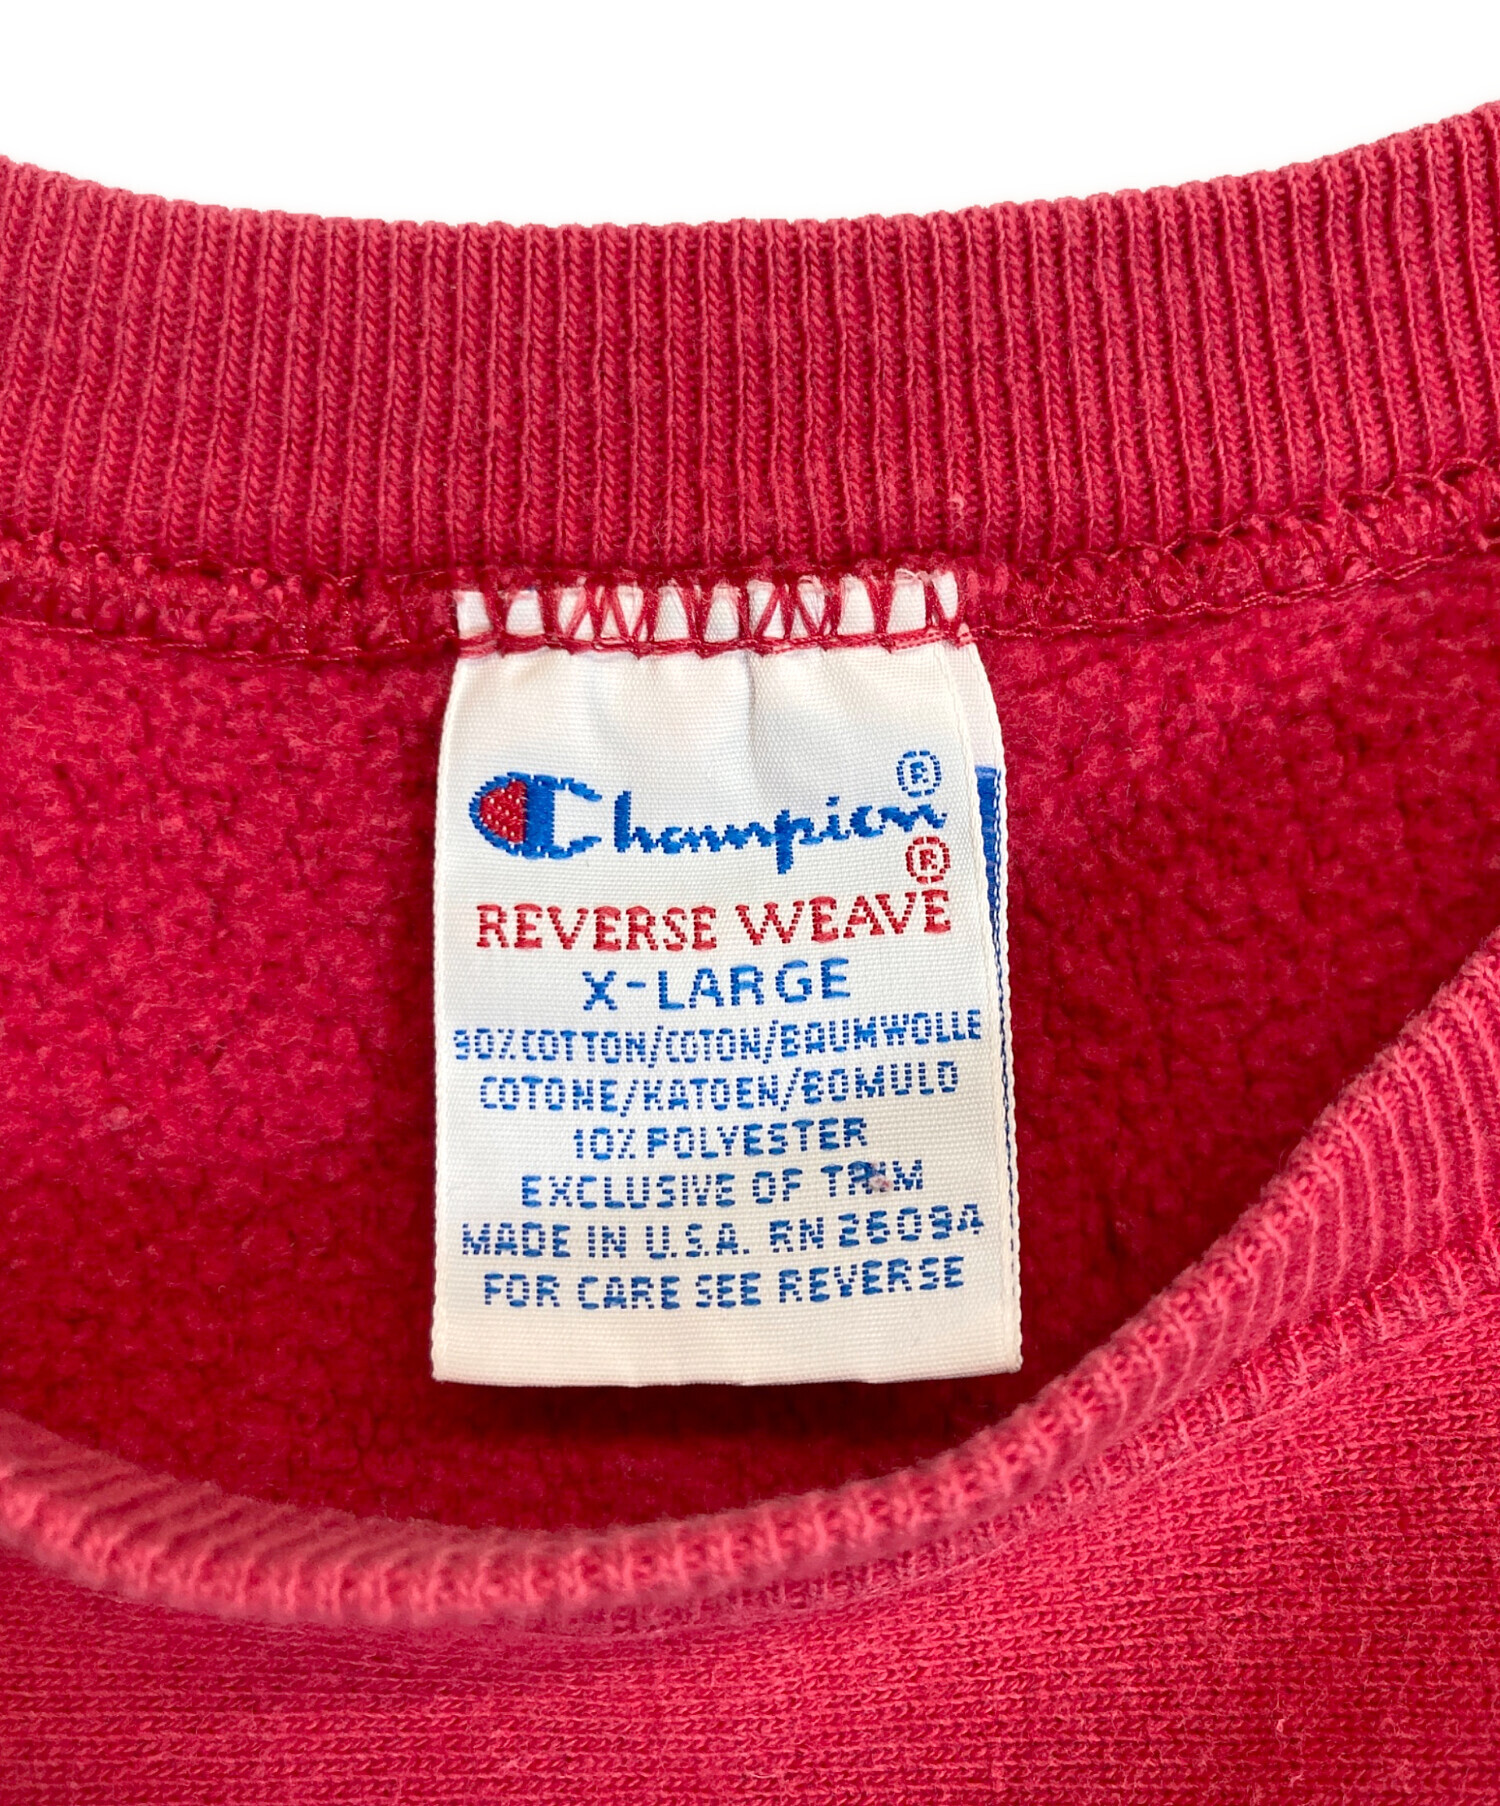 Champion®
REVERSE WEAVE®
X-LARGE
90% COTTON/COTON/BAUMWOLLE
COTONE/KATOEN/BOMULD
10% POLYESTER
EXCLUSIVE OF TRIM
MADE IN U.S.A. RN 26094
FOR CARE SEE REVERSE